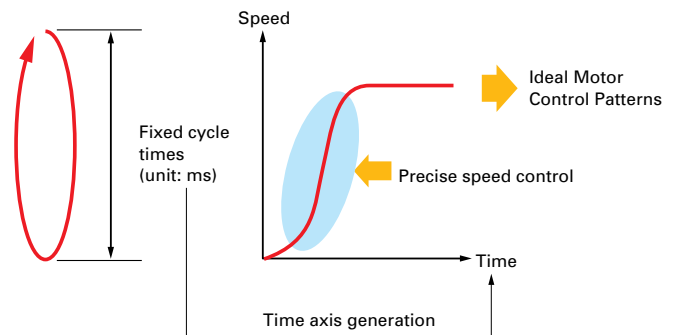 Speed
Ideal Motor
Control Patterns
Fixed cycle
times
(unit: ms)
Precise speed control
Time
Time axis generation